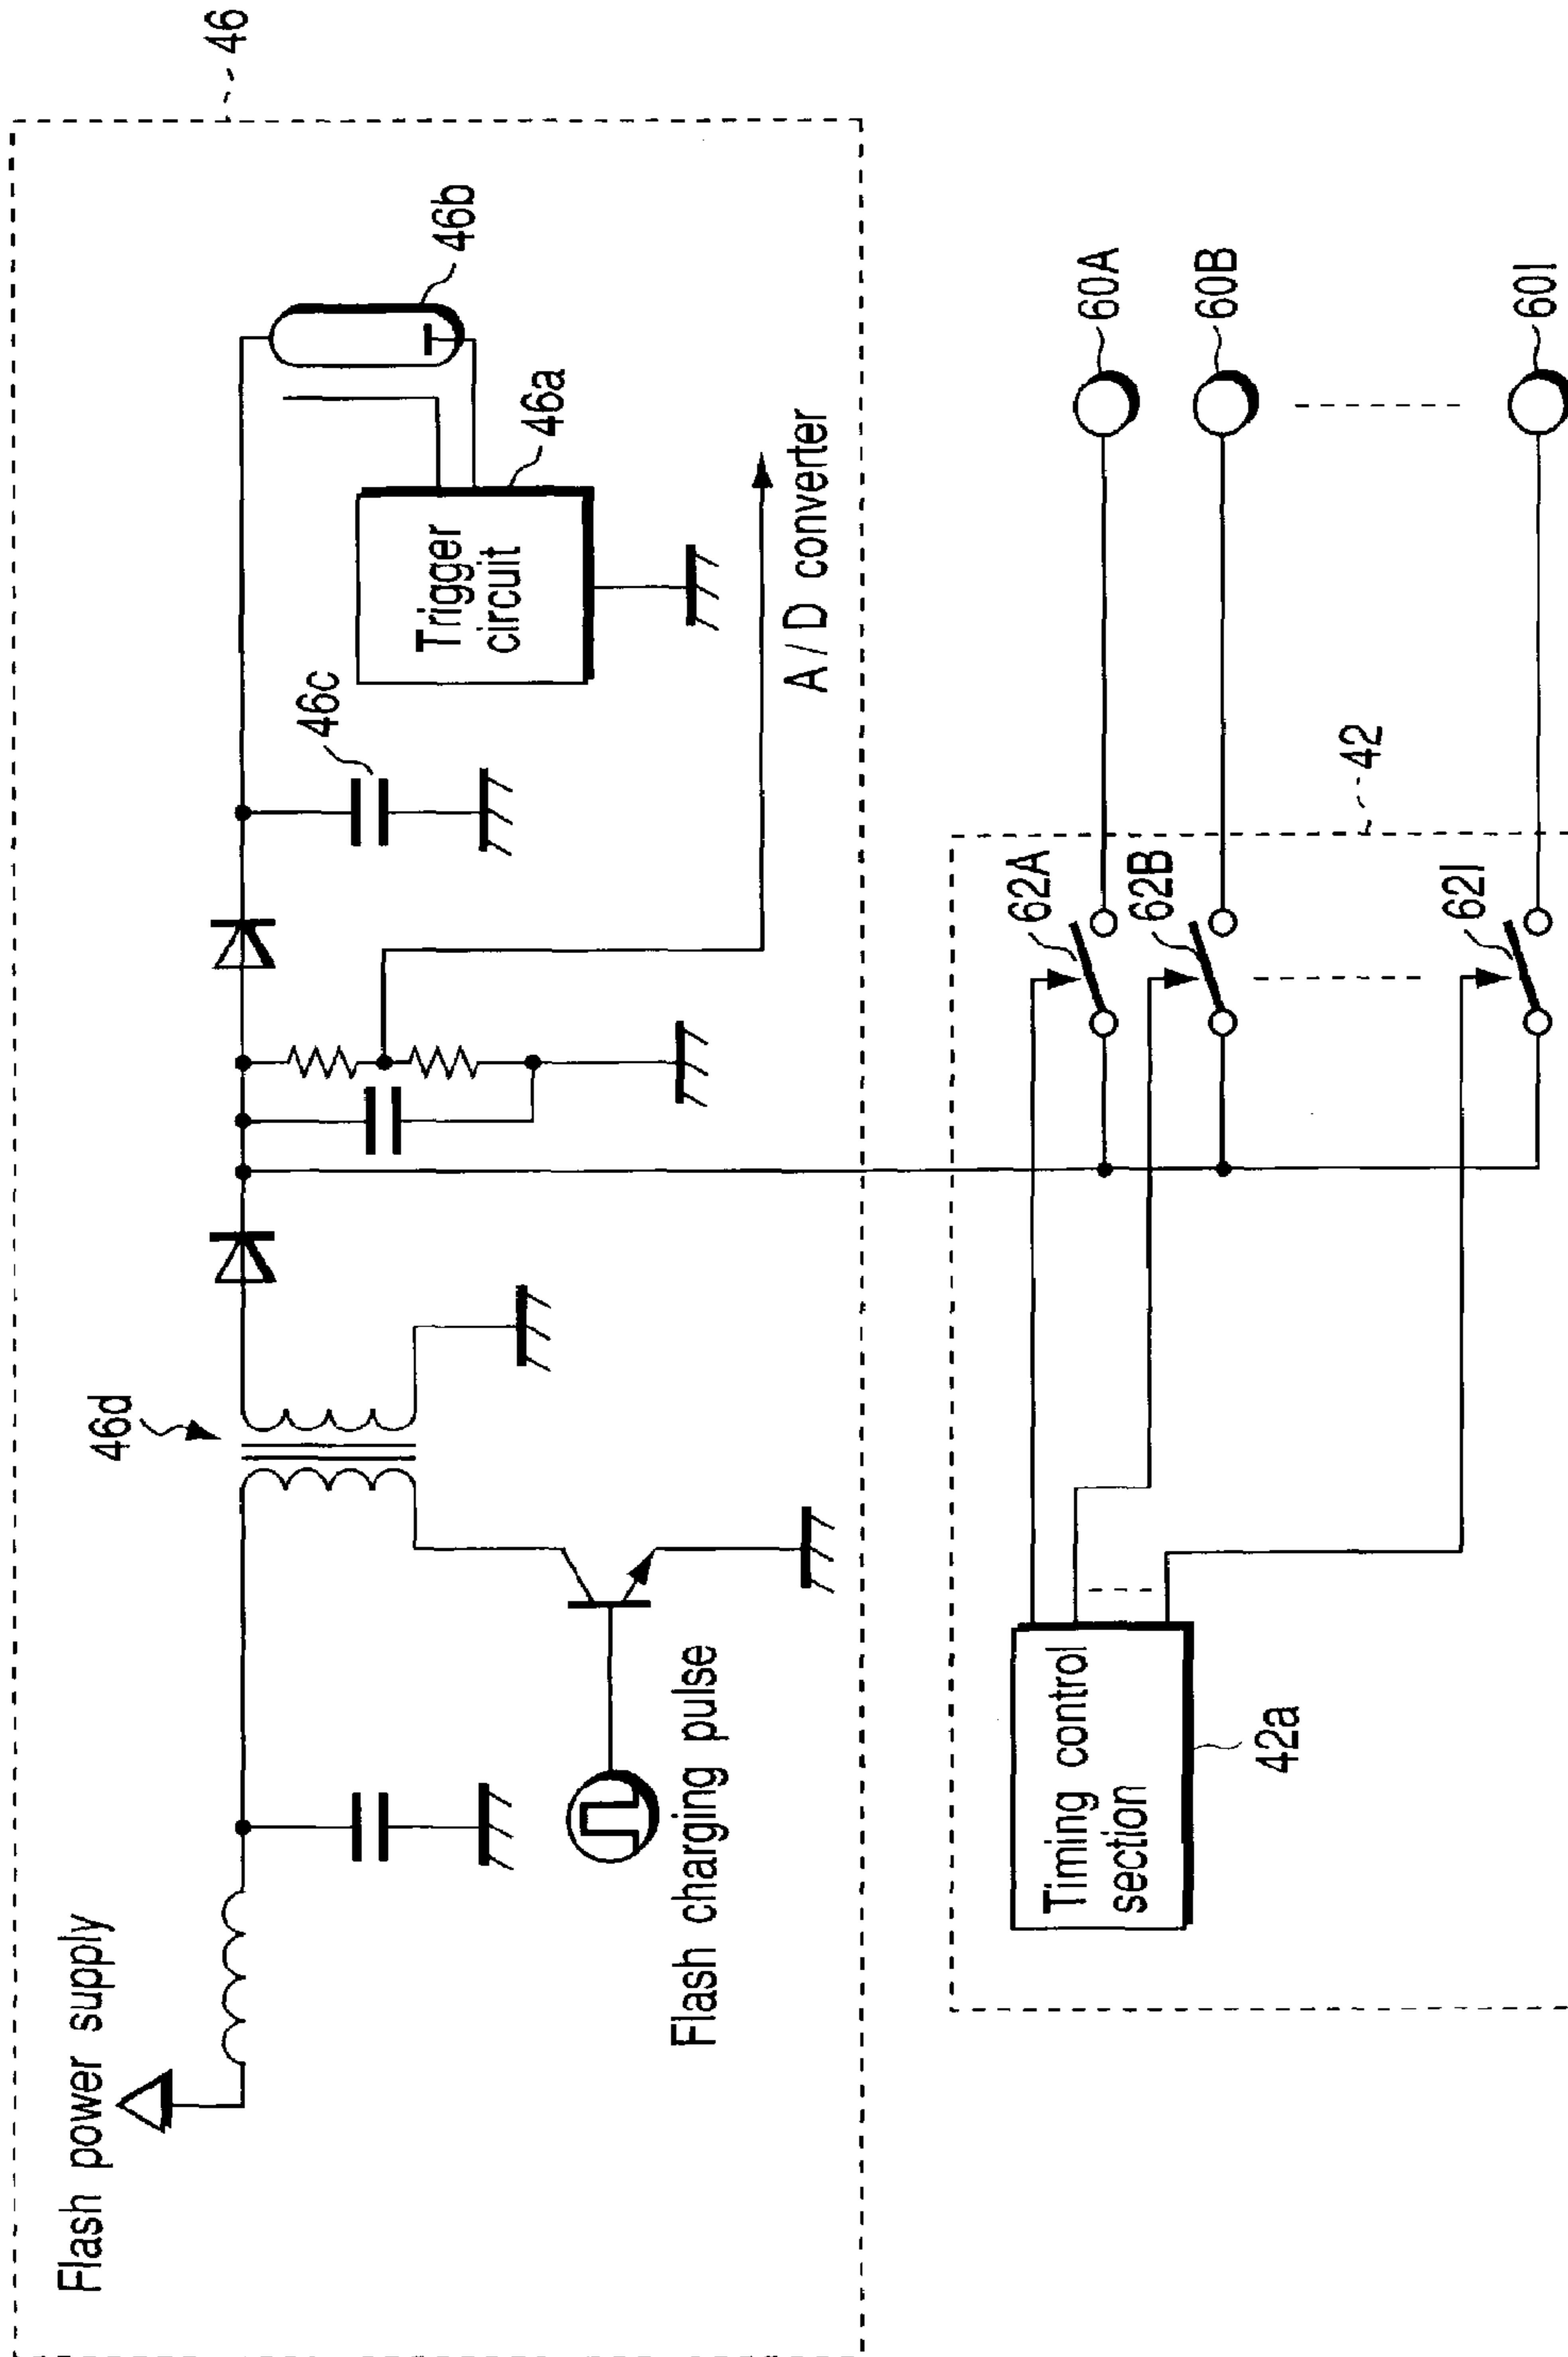 46
Flash power supply
46d
46c
46b
Trigger
circuit
46a
A / D converter
Flash charging pulse
42
Timing control
section
42a
62A
60A
62B
60B
62I
60I